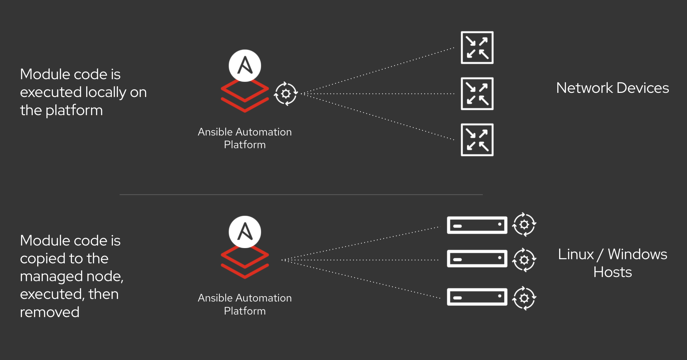 Module code is
executed locally on
the platform
Ansible Automation
Platform
Network Devices
Module code is
copied to the
managed node,
executed, then
removed
Ansible Automation
Platform
Linux / Windows
Hosts